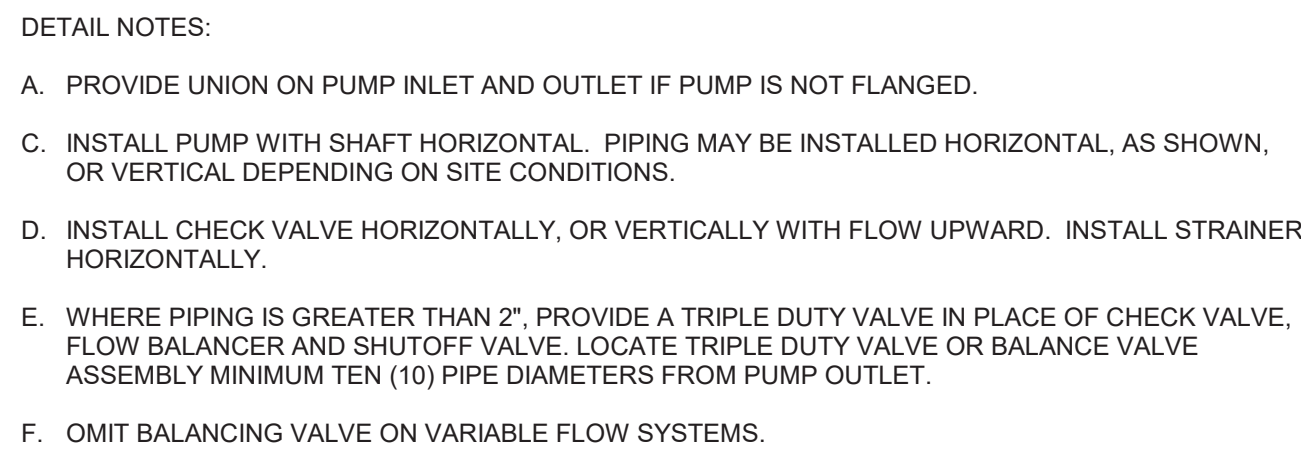 DETAIL NOTES:
A. PROVIDE UNION ON PUMP INLET AND OUTLET IF PUMP IS NOT FLANGED.
C. INSTALL PUMP WITH SHAFT HORIZONTAL. PIPING MAY BE INSTALLED HORIZONTAL, AS SHOWN,
OR VERTICAL DEPENDING ON SITE CONDITIONS.
D. INSTALL CHECK VALVE HORIZONTALLY, OR VERTICALLY WITH FLOW UPWARD. INSTALL STRAINER
HORIZONTALLY.
E. WHERE PIPING IS GREATER THAN 2", PROVIDE A TRIPLE DUTY VALVE IN PLACE OF CHECK VALVE,
FLOW BALANCER AND SHUTOFF VALVE. LOCATE TRIPLE DUTY VALVE OR BALANCE VALVE
ASSEMBLY MINIMUM TEN (10) PIPE DIAMETERS FROM PUMP OUTLET.
F. OMIT BALANCING VALVE ON VARIABLE FLOW SYSTEMS.